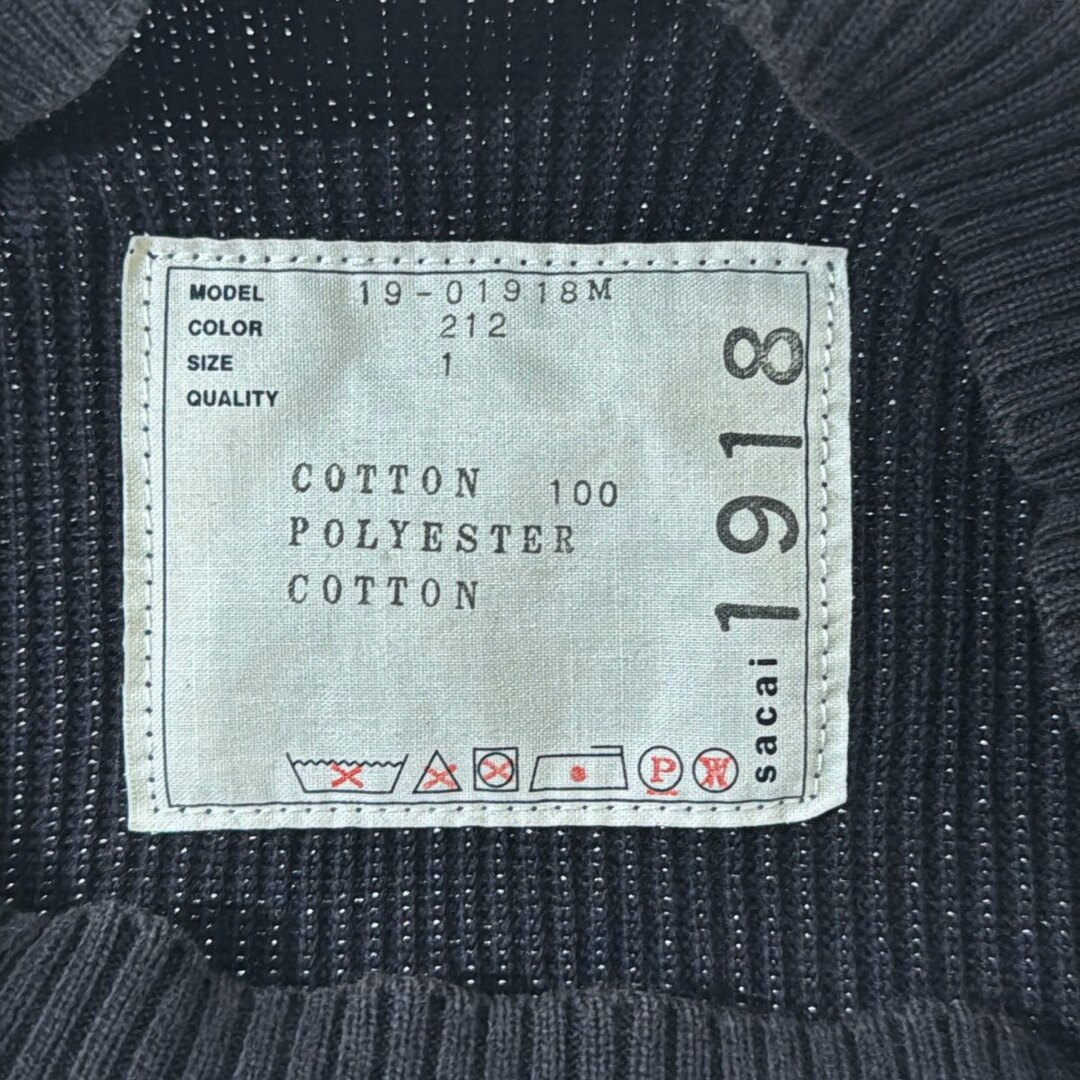 MODEL 19-01918M
COLOR 212
SIZE 1
QUALITY
COTTON 100
POLYESTER
COTTON
P
W
sacai 1918